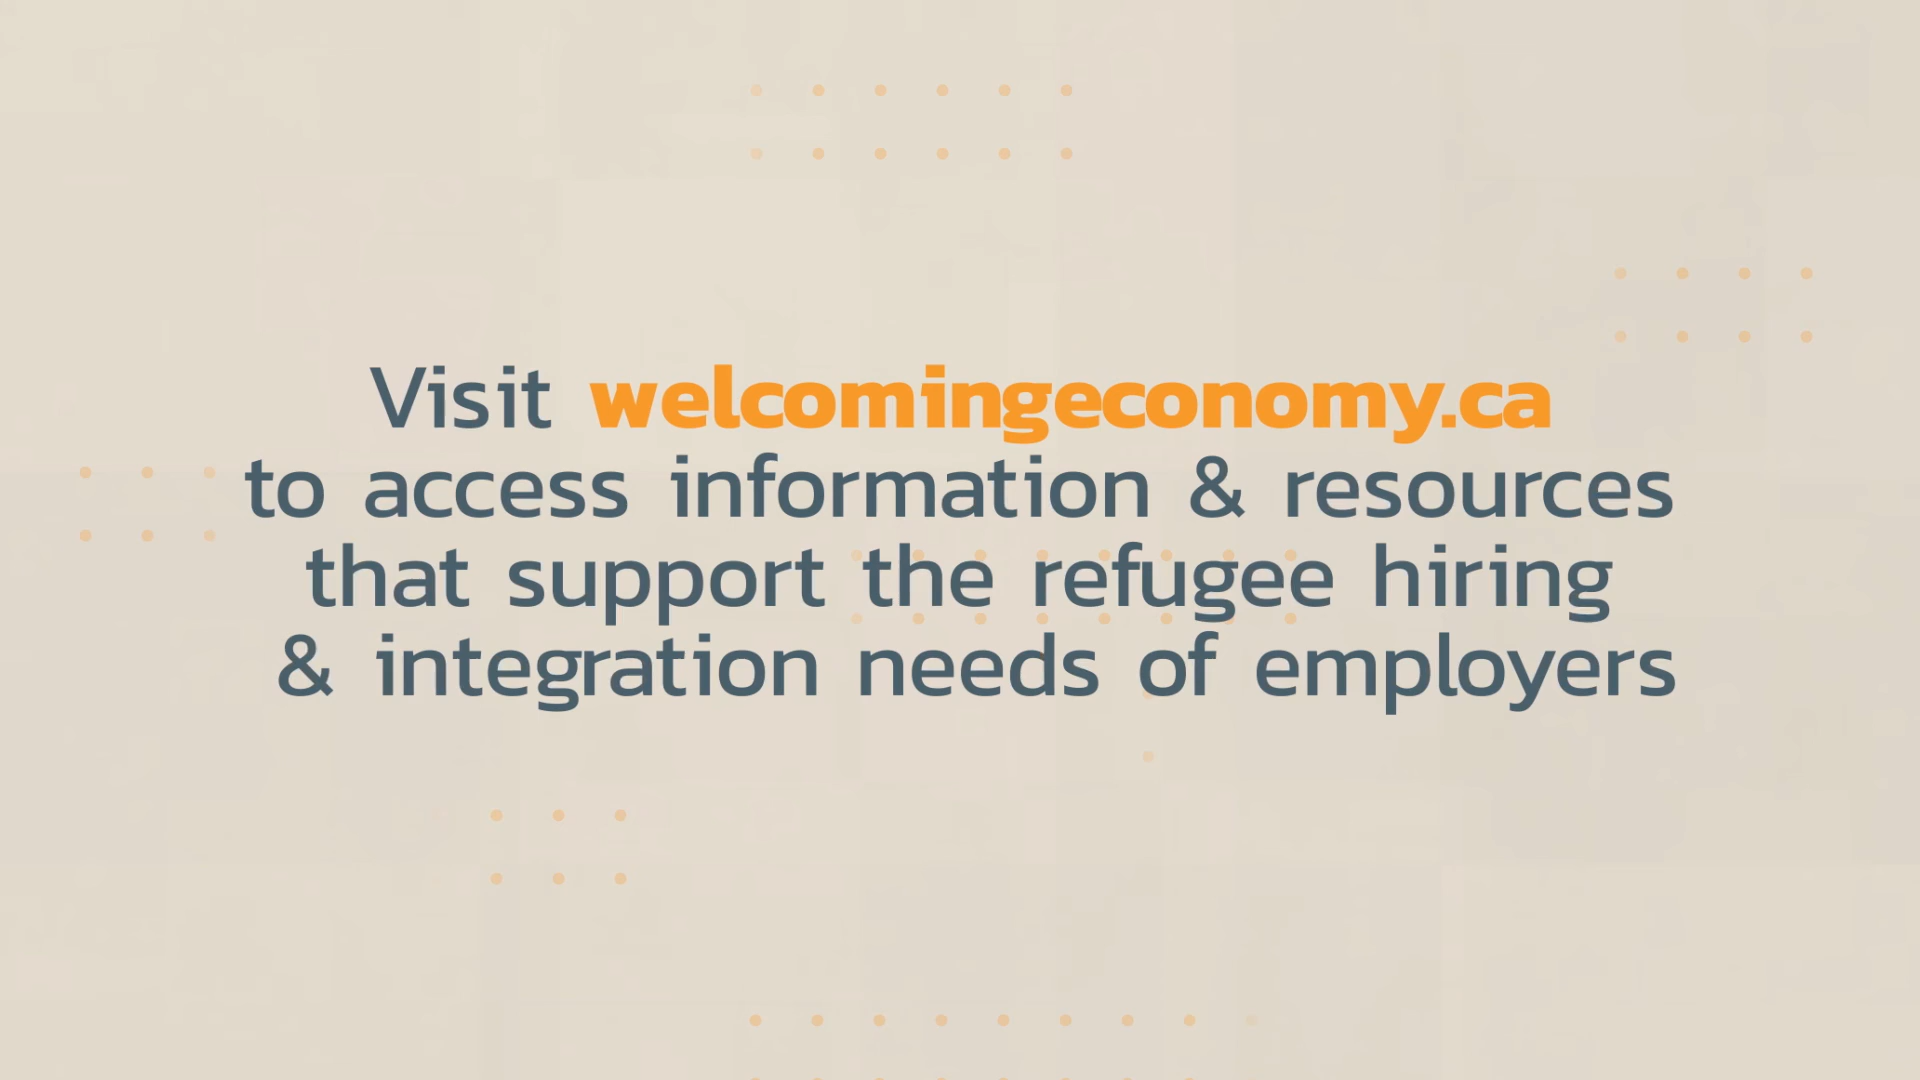 Visit welcomingeconomy.ca
to access information & resources
that support the refugee hiring
& integration needs of employers